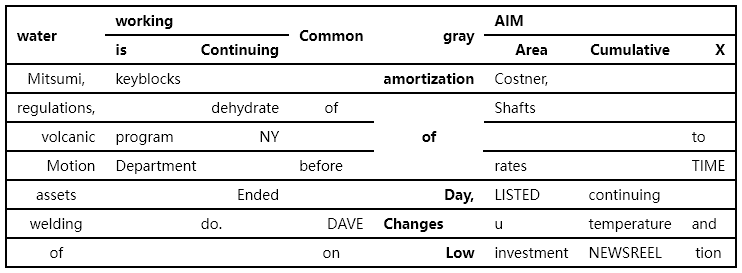 water working Common gray AIM
is Continuing Area Cumulative X
Mitsumi, keyblocks amortization Costner,
regulations, dehydrate of Shafts
volcanic program NY of to
Motion Department before rates TIME
assets Ended Day, LISTED continuing
welding do. DAVE Changes u temperature and
of on Low investment NEWSREEL tion